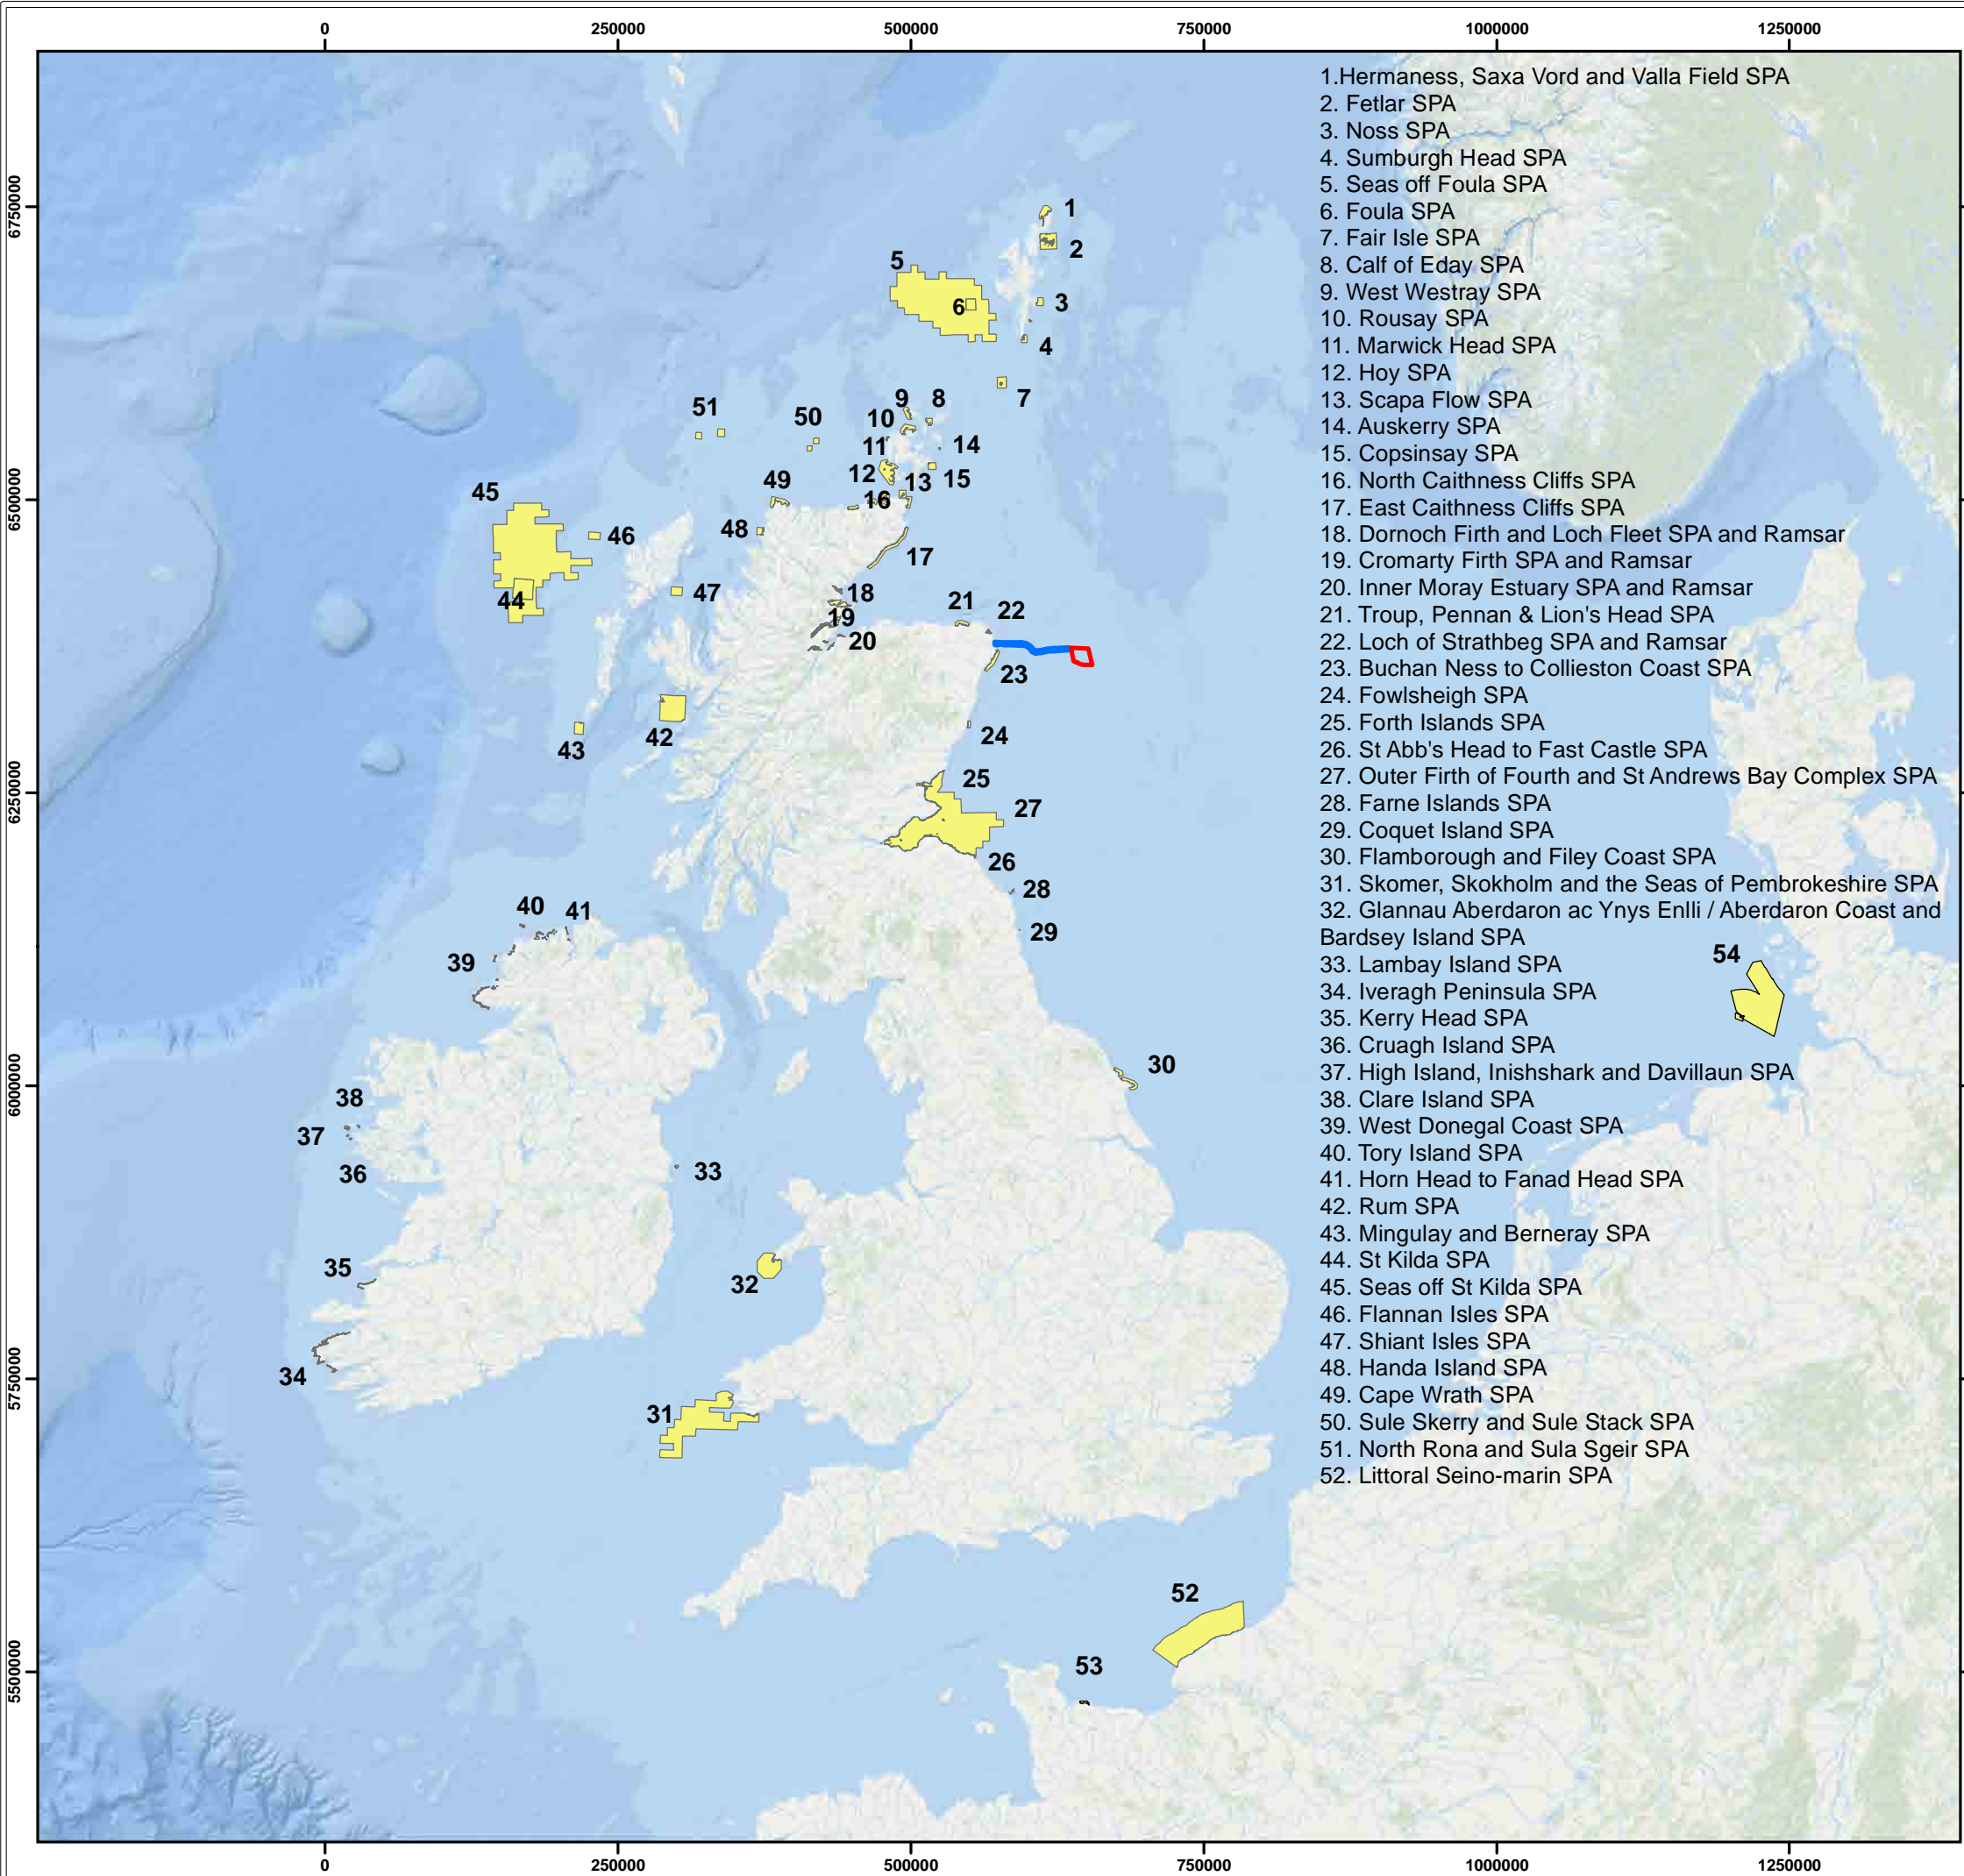 0 250000 500000 750000 1000000 1250000
1.Hermaness, Saxa Vord and Valla Field SPA
2. Fetlar SPA
3. Noss SPA
4. Sumburgh Head SPA
5. Seas off Foula SPA
6. Foula SPA
7. Fair Isle SPA
8. Calf of Eday SPA
9. West Westray SPA
10. Rousay SPA
11. Marwick Head SPA
12. Hoy SPA
13. Scapa Flow SPA
14. Auskerry SPA
15. Copsinsay SPA
16. North Caithness Cliffs SPA
17. East Caithness Cliffs SPA
18. Dornoch Firth and Loch Fleet SPA and Ramsar
19. Cromarty Firth SPA and Ramsar
20. Inner Moray Estuary SPA and Ramsar
21. Troup, Pennan & Lion's Head SPA
22. Loch of Strathbeg SPA and Ramsar
23. Buchan Ness to Collieston Coast SPA
24. Fowlsheigh SPA
25. Forth Islands SPA
26. St Abb's Head to Fast Castle SPA
27. Outer Firth of Fourth and St Andrews Bay Complex SPA
28. Farne Islands SPA
29. Coquet Island SPA
30. Flamborough and Filey Coast SPA
31. Skomer, Skokholm and the Seas of Pembrokeshire SPA
32. Glannau Aberdaron ac Ynys Enlli / Aberdaron Coast and
Bardsey Island SPA
33. Lambay Island SPA
34. Iveragh Peninsula SPA
35. Kerry Head SPA
36. Cruagh Island SPA
37. High Island, Inishshark and Davillaun SPA
38. Clare Island SPA
39. West Donegal Coast SPA
40. Tory Island SPA
41. Horn Head to Fanad Head SPA
42. Rum SPA
43. Mingulay and Berneray SPA
44. St Kilda SPA
45. Seas off St Kilda SPA
46. Flannan Isles SPA
47. Shiant Isles SPA
48. Handa Island SPA
49. Cape Wrath SPA
50. Sule Skerry and Sule Stack SPA
51. North Rona and Sula Sgeir SPA
52. Littoral Seino-marin SPA
6750000
6500000
6250000
6000000
5750000
5500000
1
2
5
6
3
4
7
9
8
51
50
10
11
14
12
15
13
49
16
45
48
46
17
47
18
44
21
22
19
20
23
42
43
24
25
27
26
28
40
41
29
39
54
30
38
37
36
33
35
32
34
31
52
53
0 250000 500000 750000 1000000 1250000